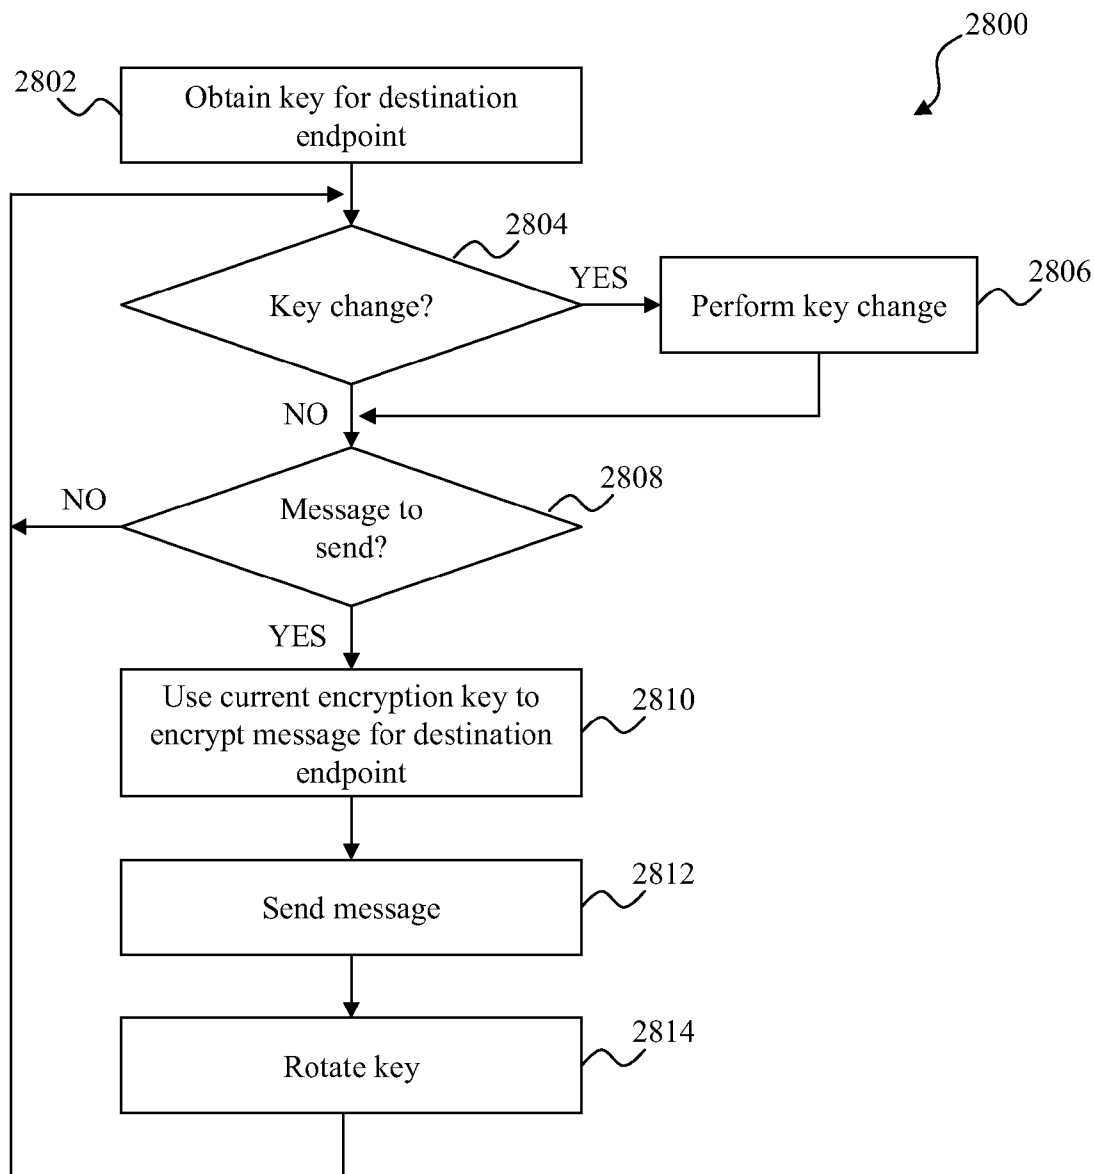 2800
2802
Obtain key for destination
endpoint
2804
YES
2806
Key change?
Perform key change
NO
2808
NO
Message to
send?
YES
Use current encryption key to
encrypt message for destination
endpoint
2810
2812
Send message
2814
Rotate key